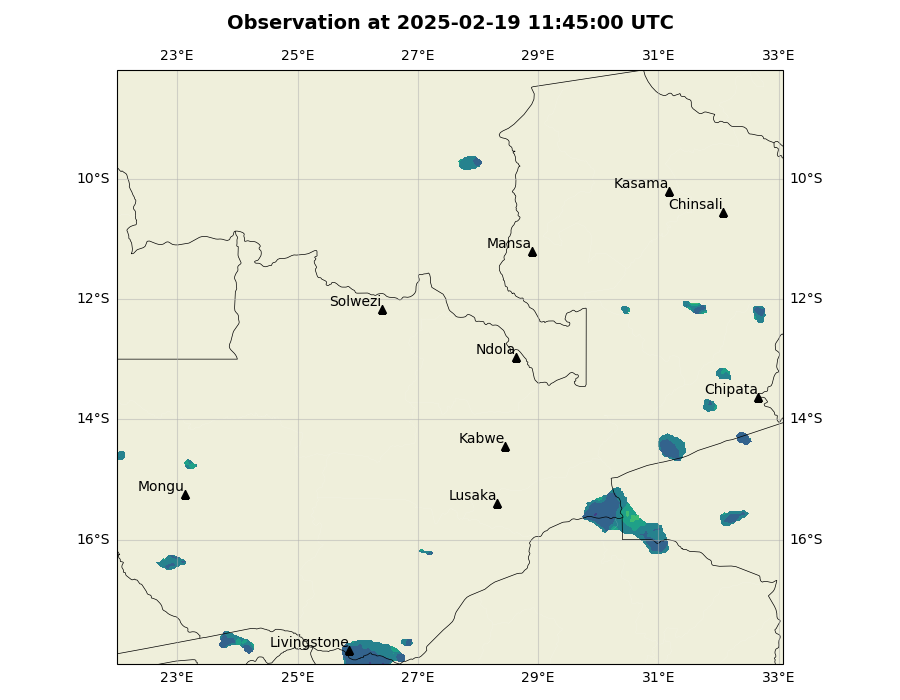 Observation at 2025-02-19 11:45:00 UTC
23°E 25°E 27°E 29°E 31°E 33°E
10°S 10°S
Kasama
Chinsali
Mansa
12°S 12°S
Solwezi
Ndola
Chipata
14°S 14°S
Kabwe
Mongu
Lusaka
16°S 16°S
Livingstone
23°E 25°E 27°E 29°E 31°E 33°E